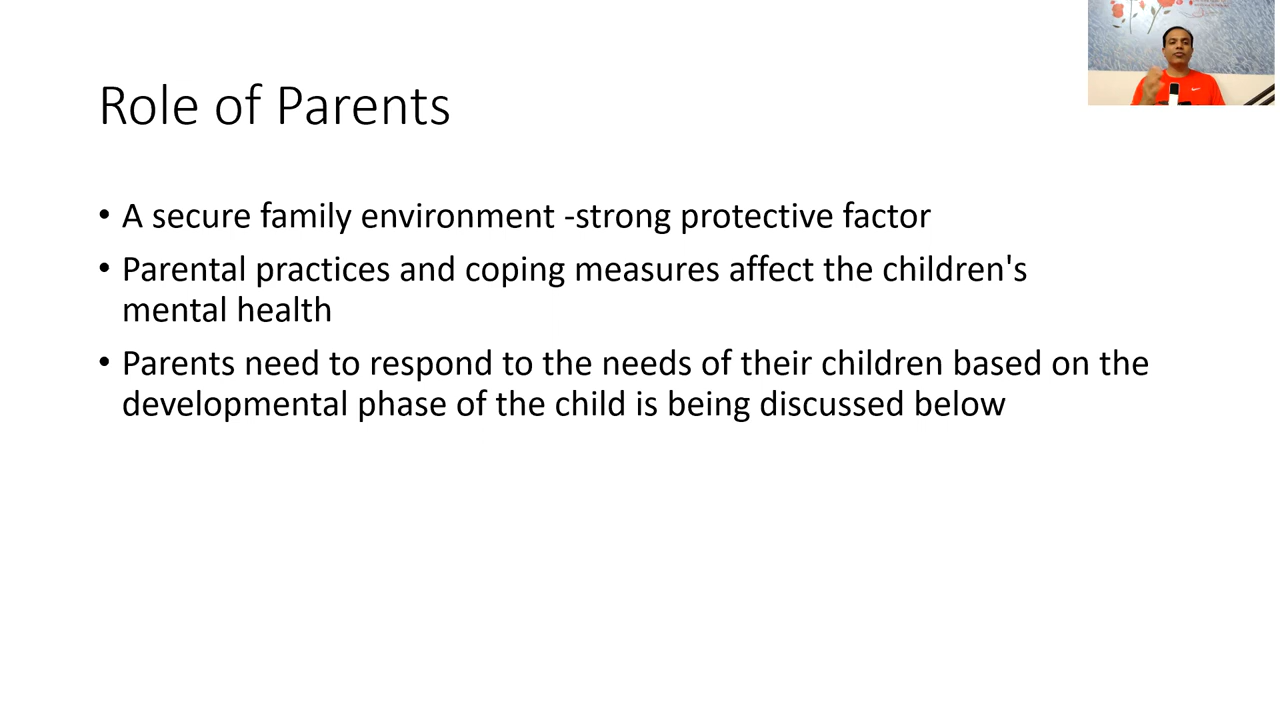 Role of Parents
• A secure family environment -strong protective factor
• Parental practices and coping measures affect the children's
mental health
• Parents need to respond to the needs of their children based on the
developmental phase of the child is being discussed below